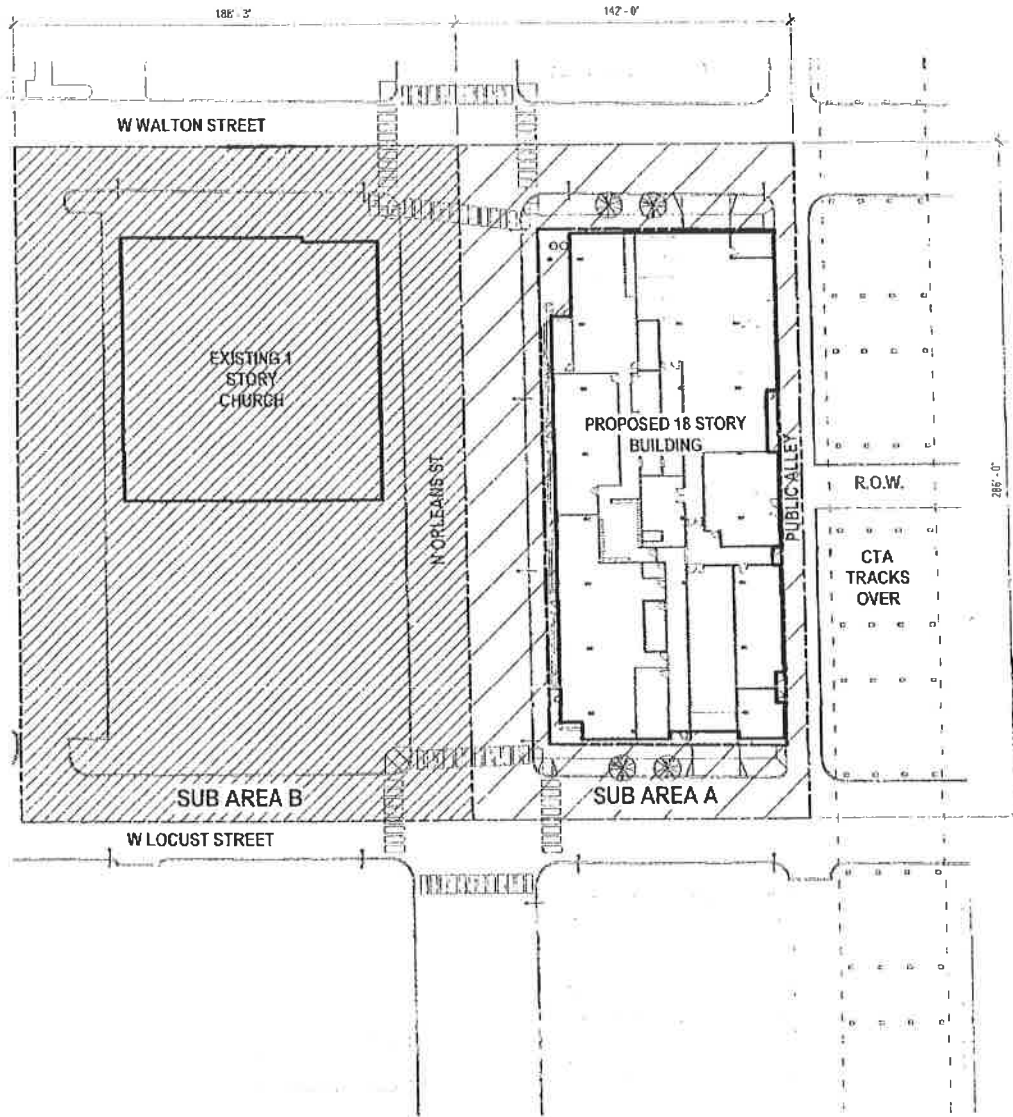 188'-3"
142'-0"
W WALTON STREET
EXISTING 1
STORY
CHURCH
N ORLEANS ST
PROPOSED 18 STORY
BUILDING
PUBLIC ALLEY
R.O.W.
286'-0"
CTA
TRACKS
OVER
SUB AREA B
SUB AREA A
W LOCUST STREET